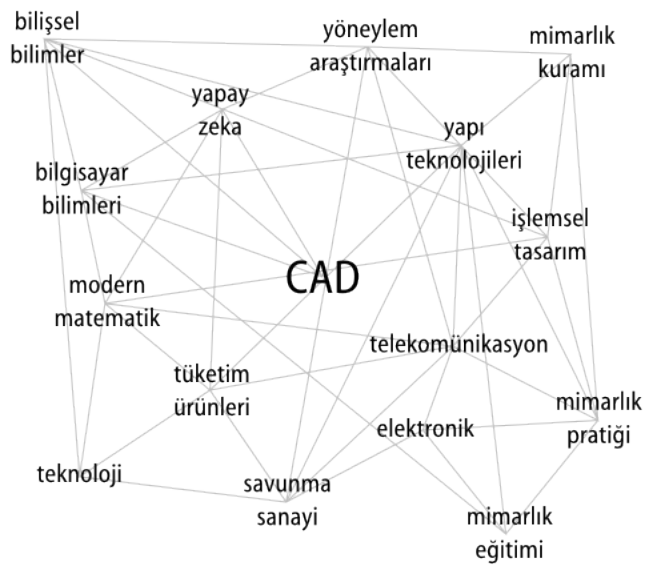 bilişsel
bilimler
yöneylem
araştırmaları
mimarlık
kuramı
yapay
zeka
yapı
teknolojileri
bilgisayar
bilimleri
işlemsel
tasarım
CAD
modern
matematik
telekomünikasyon
tüketim
ürünleri
mimarlık
pratiği
elektronik
teknoloji
savunma
sanayi
mimarlık
eğitimi